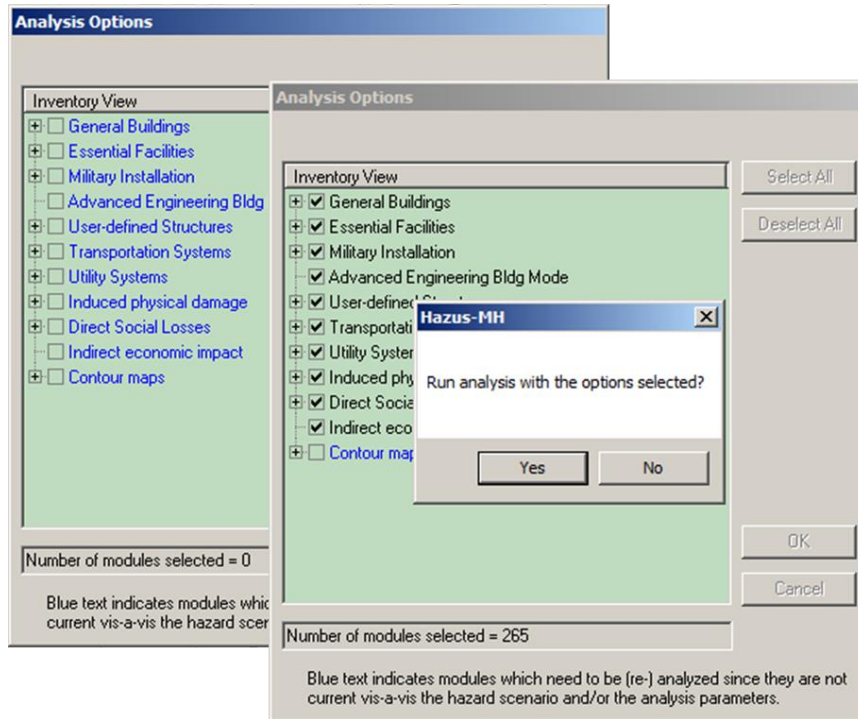 Analysis Options
Inventory View
General Buildings
Essential Facilities
Military Installation
Advanced Engineering Bldg
User-defined Structures
Transportation Systems
Utility Systems
Induced physical damage
Direct Social Losses
Indirect economic impact
Contour maps
Number of modules selected = 0
Blue text indicates modules
current vis-a-vis the hazard
Analysis Options
Inventory View
General Buildings
Essential Facilities
Military Installation
Advanced Engineering Bldg Mode
User-defined
Transportati
Utility System
Induced phy
Direct Socia
Indirect eco
Contour map
Select All
Deselect All
OK
Cancel
Hazus-MH
Run analysis with the options selected?
Yes
No
Number of modules selected = 265
Blue text indicates modules which need to be (re-) analyzed since they are not
current vis-a-vis the hazard scenario and/or the analysis parameters.